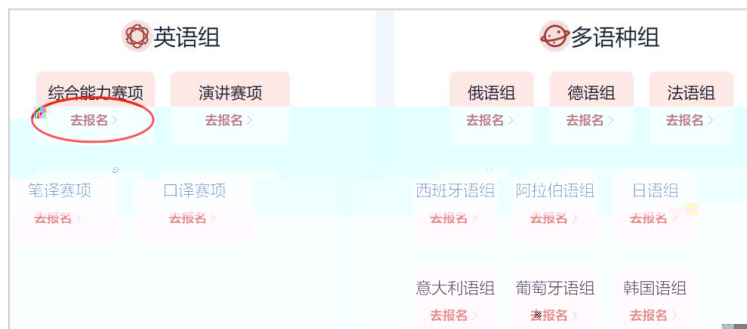 英语组
综合能力赛项 演讲赛项
去报名 去报名
笔译赛项 口译赛项
去报名 去报名
多语种组
俄语组 德语组 法语组
去报名 去报名 去报名
西班牙语组 阿拉伯语组 日语组
去报名 去报名 去报名
意大利语组 葡萄牙语组 韩国语组
去报名 去报名 去报名